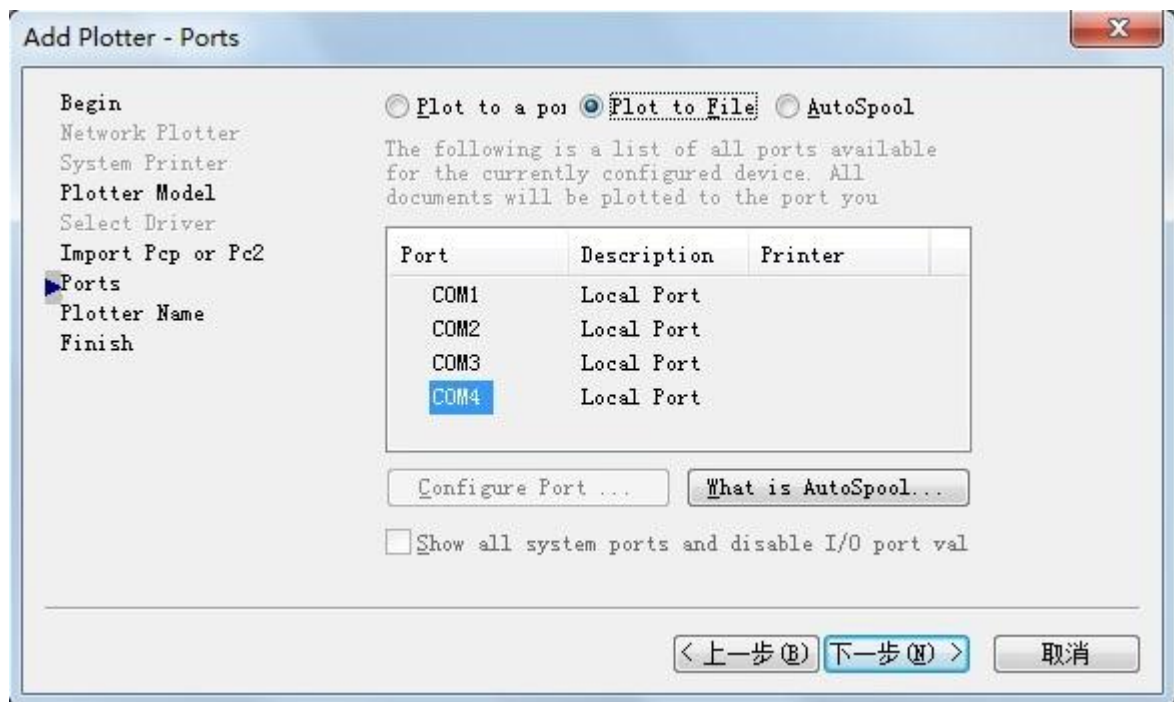 Add Plotter - Ports
Begin
Network Plotter
System Printer
Plotter Model
Select Driver
Import Pcp or Pc2
Ports
Plotter Name
Finish
Plot to a por Plot to File AutoSpool
The following is a list of all ports available
for the currently configured device. All
documents will be plotted to the port you
Port Description Printer
COM1 Local Port
COM2 Local Port
COM3 Local Port
COM4 Local Port
Configure Port ... What is AutoSpool...
Show all system ports and disable I/O port val
< 上一步(B) 下一步(N) > 取消